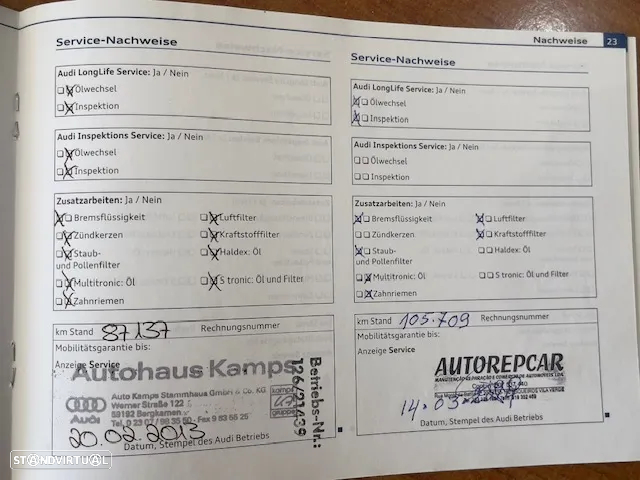 Nachweise 23
Service-Nachweise
Audi LongLife Service: Ja / Nein
Ölwechsel
Inspektion
Audi Inspektions Service: Ja / Nein
Ölwechsel
Inspektion
Zusatzarbeiten: Ja / Nein
Bremsflüssigkeit Luftfilter
Zündkerzen Kraftstofffilter
Staub- Haldex: Öl
und Pollenfilter
Multitronic: Öl S tronic: Öl und Filter
Zahnriemen
km Stand 87137 Rechnungsnummer
Mobilitätsgarantie bis:
Anzeige Service
Autohaus Kamps
Auto Kamps Stammhaus GmbH & Co. KG
Werner Straße 122
59192 Bergkamen
Audi
kamps
gruppe
Betriebs-Nr.:
126/21439
20.02.2013
Datum, Stempel des Audi Betriebs
Service-Nachweise
Audi LongLife Service: Ja / Nein
Ölwechsel
Inspektion
Audi Inspektions Service: Ja / Nein
Ölwechsel
Inspektion
Zusatzarbeiten: Ja / Nein
Bremsflüssigkeit Luftfilter
Zündkerzen Kraftstofffilter
Staub- Haldex: Öl
und Pollenfilter
Multitronic: Öl S tronic: Öl und Filter
Zahnriemen
km Stand 105.709 Rechnungsnummer
Mobilitätsgarantie bis:
Anzeige Service
AUTOREPCAR
14.03
Datum, Stempel des Audi Betriebs
STANDVIRTUAL